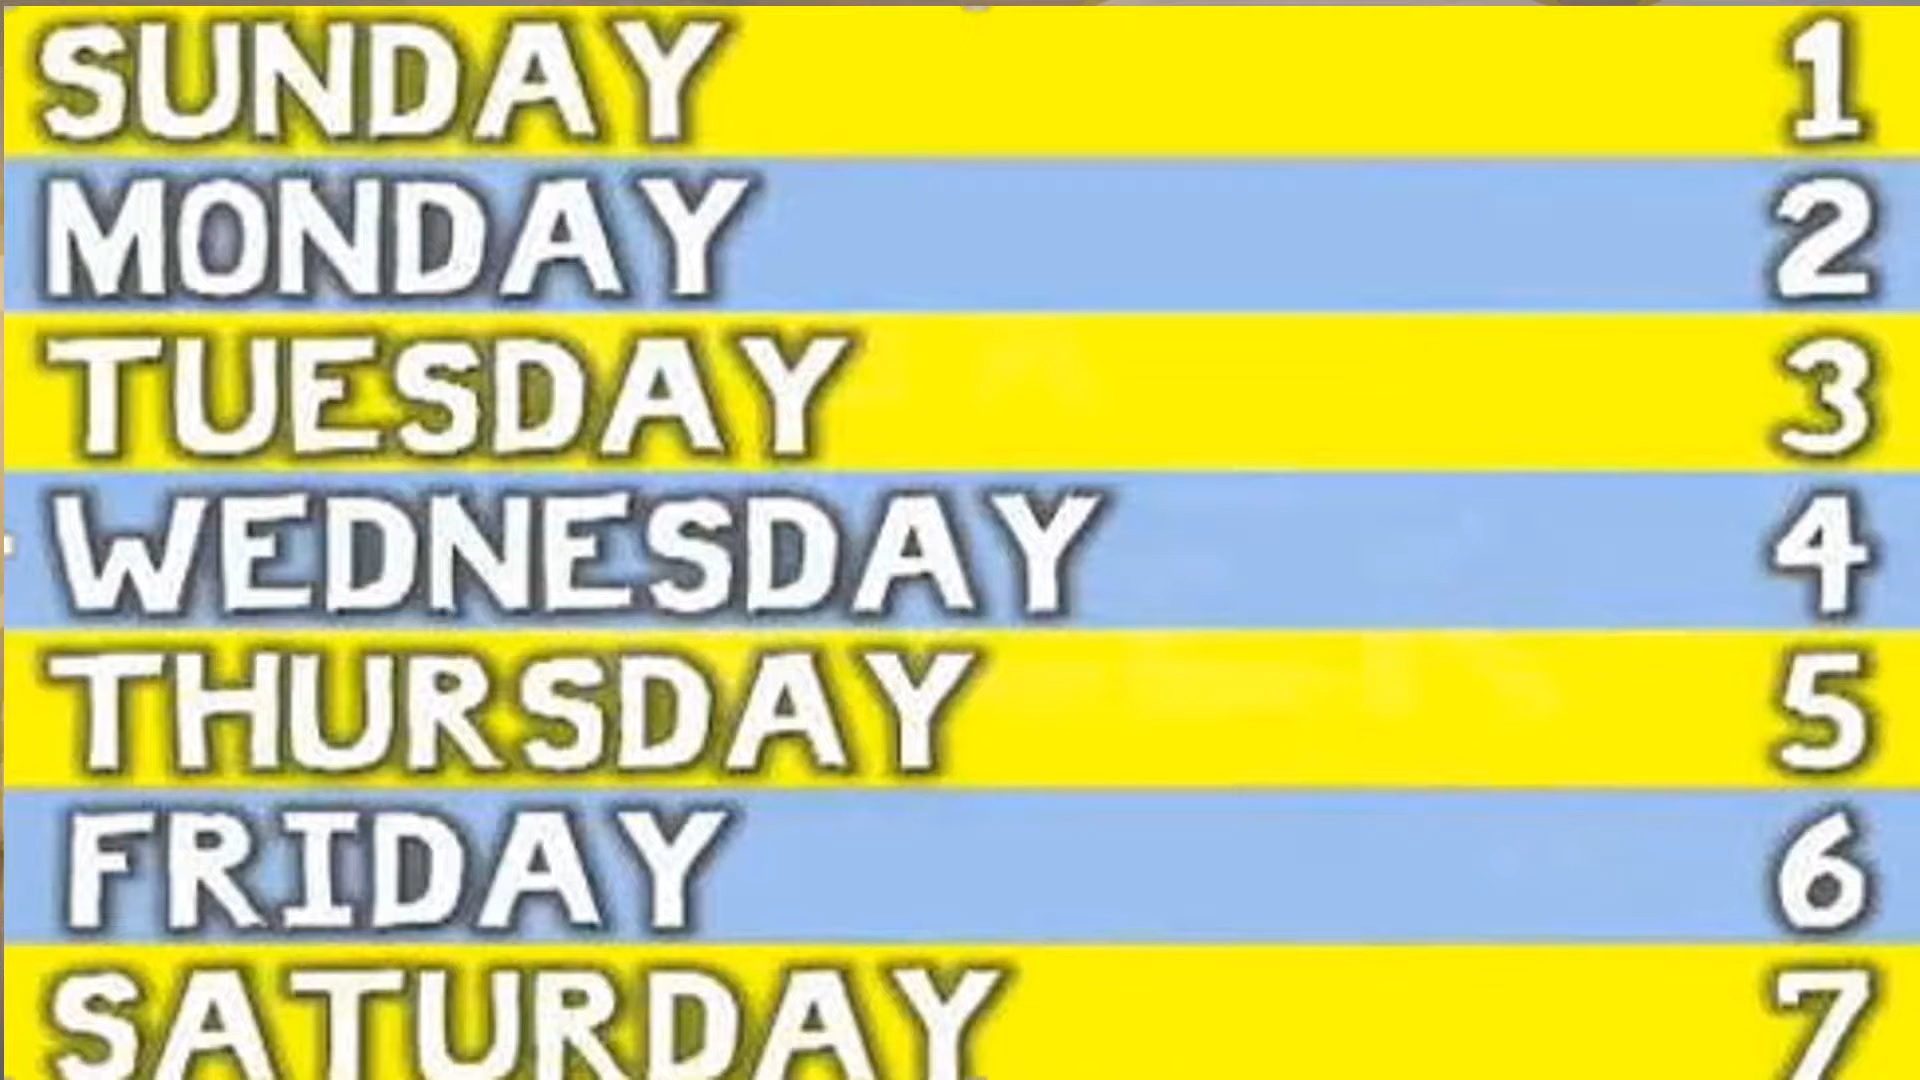 SUNDAY 1
MONDAY 2
TUESDAY 3
WEDNESDAY 4
THURSDAY 5
FRIDAY 6
SATURDAY 7